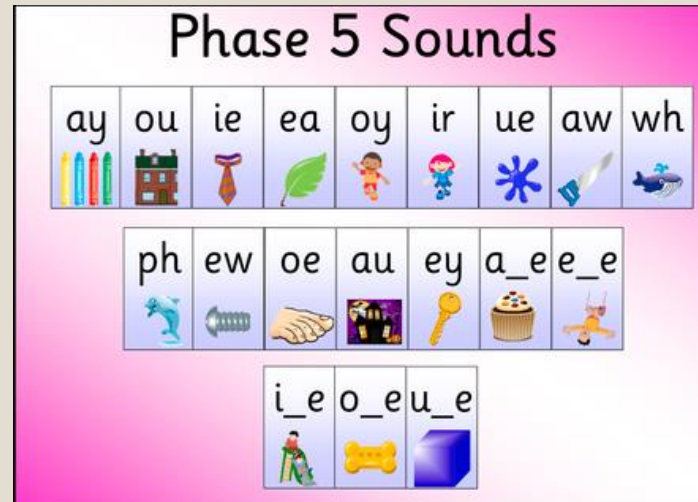 Phase 5 Sounds
ay ou ie ea oy ir ue aw wh
ph ew oe au ey a_e e_e
i_e o_e u_e